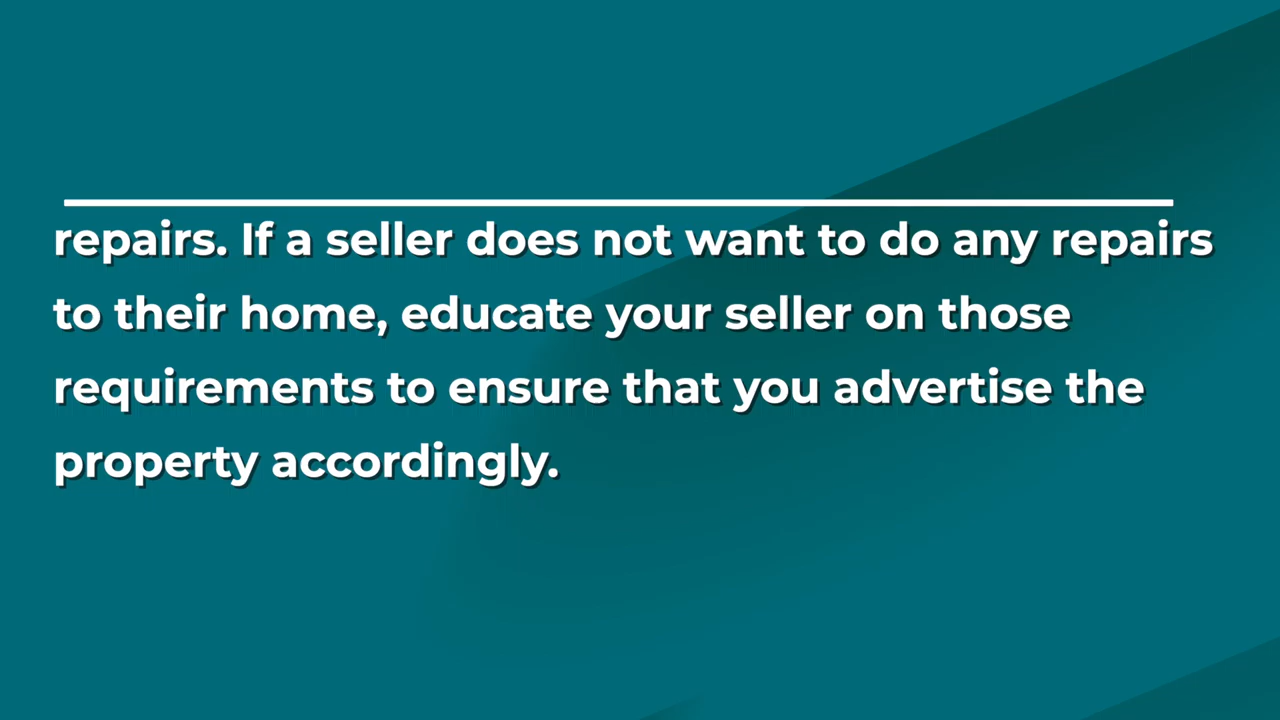 repairs. If a seller does not want to do any repairs
to their home, educate your seller on those
requirements to ensure that you advertise the
property accordingly.